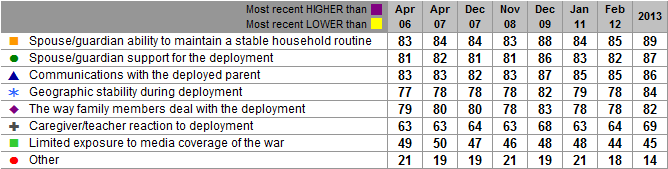 Most recent HIGHER than Apr Apr Dec Nov Dec Jan Feb 2013
Most recent LOWER than 06 07 07 08 09 11 12
Spouse/guardian ability to maintain a stable household routine 83 84 84 83 88 84 85 89
Spouse/guardian support for the deployment 81 82 81 81 86 83 82 87
Communications with the deployed parent 83 83 82 83 87 85 85 86
Geographic stability during deployment 77 78 78 78 82 79 78 84
The way family members deal with the deployment 79 80 80 78 83 78 78 82
Caregiver/teacher reaction to deployment 63 63 64 63 68 63 64 69
Limited exposure to media coverage of the war 49 50 47 46 48 48 44 45
Other 21 19 19 21 19 21 18 14